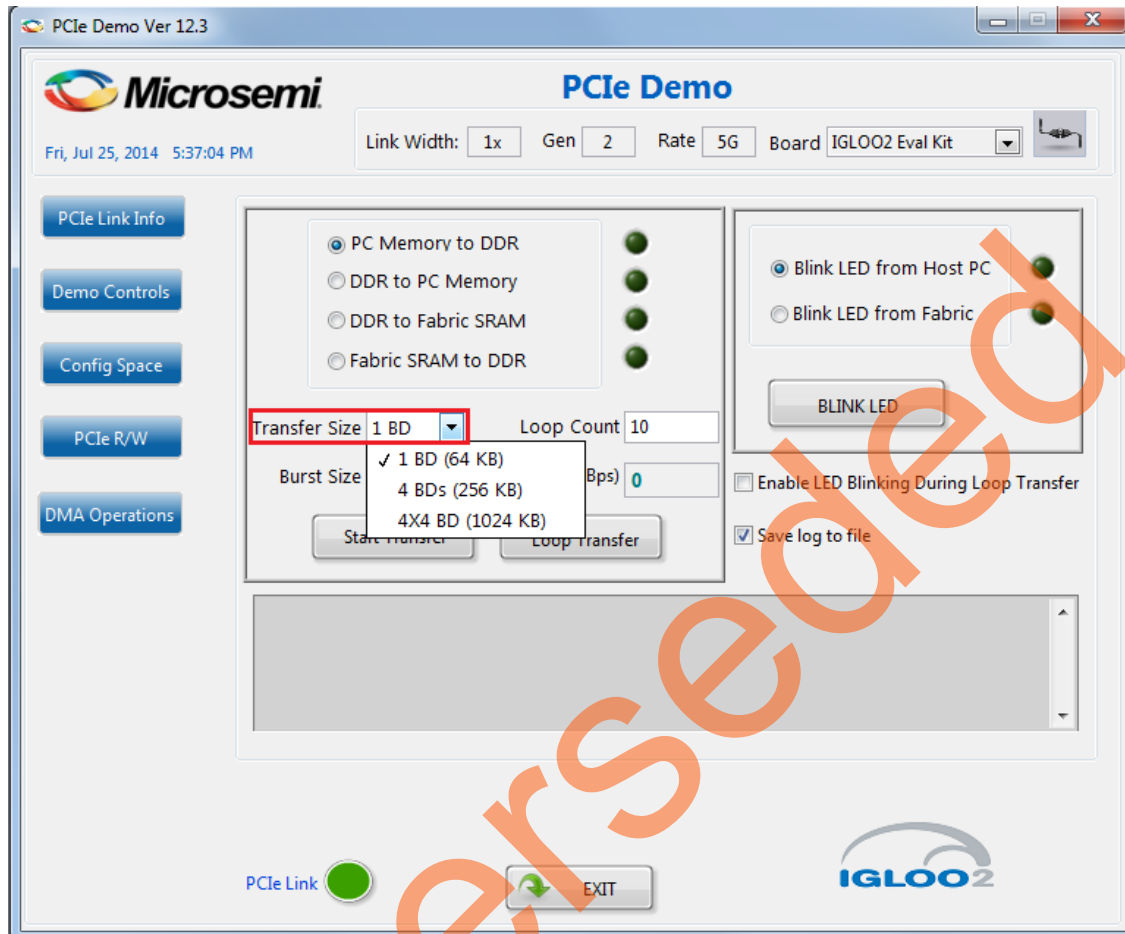 PCIe Demo Ver 12.3
Microsemi.
PCIe Demo
Fri, Jul 25, 2014 5:37:04 PM
Link Width: 1x Gen 2 Rate 5G Board IGLOO2 Eval Kit
PCIe Link Info
Demo Controls
Config Space
PCIe R/W
DMA Operations
PC Memory to DDR
DDR to PC Memory
DDR to Fabric SRAM
Fabric SRAM to DDR
Transfer Size 1 BD Loop Count 10
1 BD (64 KB)
4 BDs (256 KB)
4X4 BD (1024 KB)
Burst Size Bps) 0
Start Transfer Loop Transfer
Blink LED from Host PC
Blink LED from Fabric
BLINK LED
Enable LED Blinking During Loop Transfer
Save log to file
PCIe Link
EXIT
IGLOO2
erseded